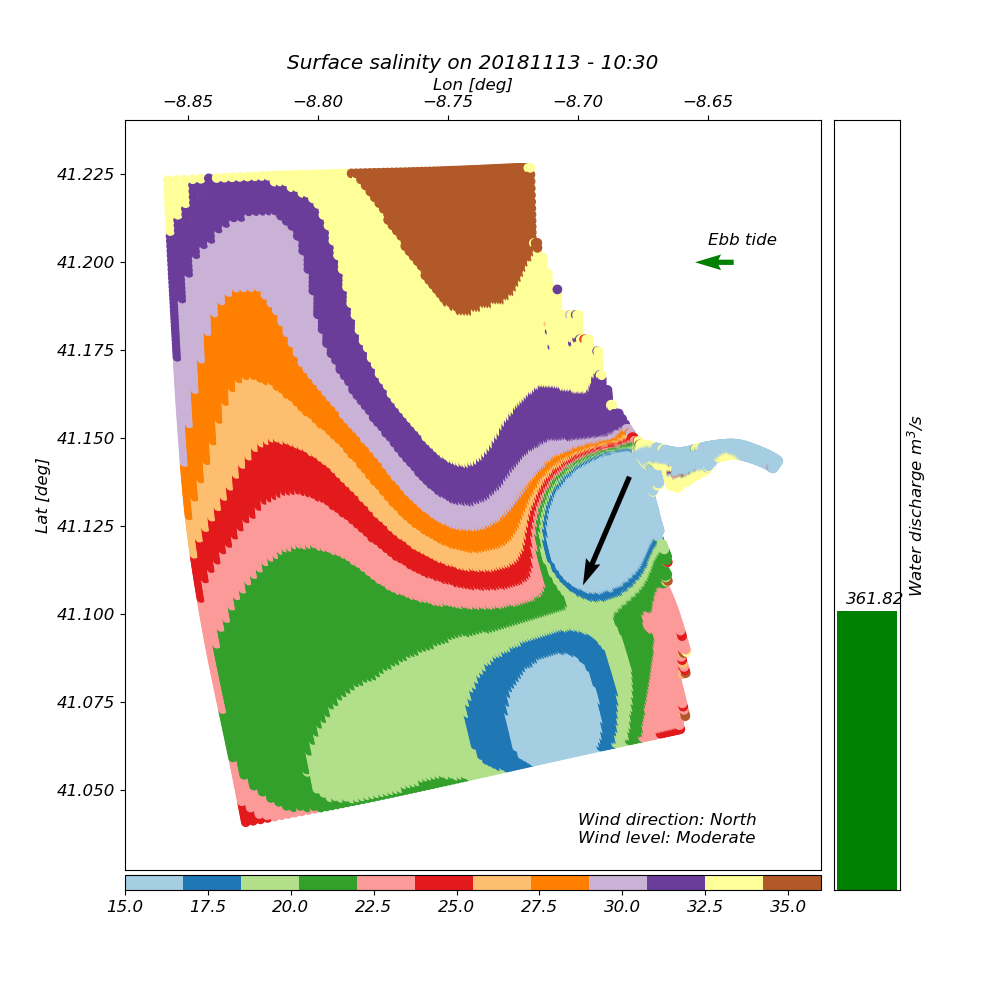 Surface salinity on 20181113 - 10:30
Lon [deg]
−8.85 −8.80 −8.75 −8.70 −8.65
41.225
41.200
41.175
41.150
41.125
41.100
41.075
41.050
Lat [deg]
Ebb tide
Wind direction: North
Wind level: Moderate
15.0 17.5 20.0 22.5 25.0 27.5 30.0 32.5 35.0
361.82
Water discharge m³/s